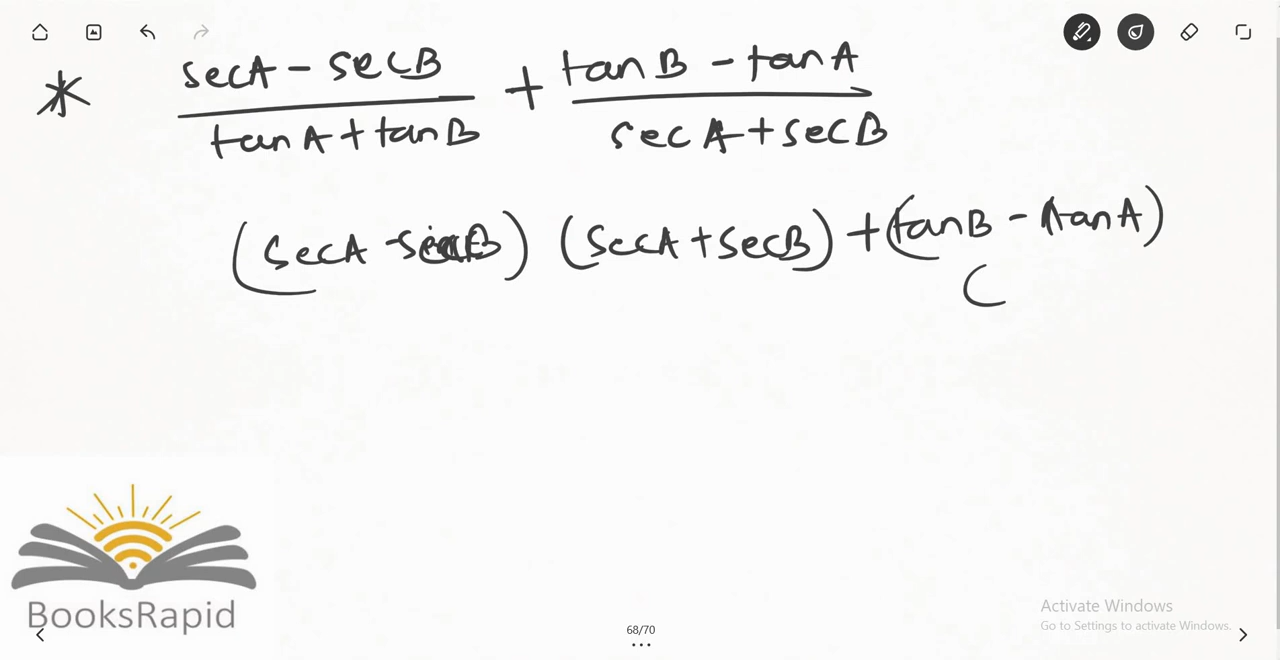 * secA - secB / tanA + tanB + tanB - tanA / secA + secB
(secA - secB) (secA + secB) + (tanB - tanA)
(
BooksRapid
Activate Windows
Go to Settings to activate Windows.
68/70